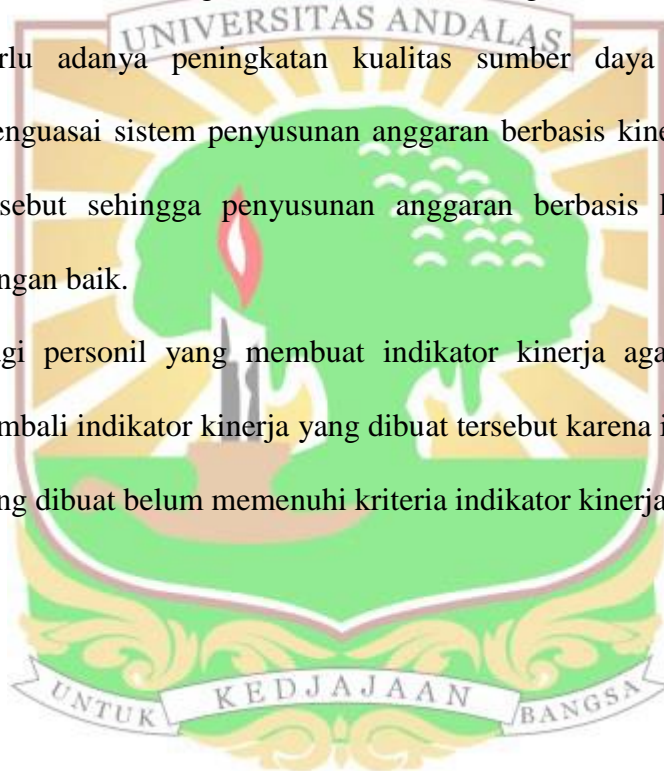 UNIVERSITAS ANDALAS
rlu adanya peningkatan kualitas sumber daya
enguasai sistem penyusunan anggaran berbasis kine
sebut sehingga penyusunan anggaran berbasis
ngan baik.
gi personil yang membuat indikator kinerja aga
mbali indikator kinerja yang dibuat tersebut karena i
ng dibuat belum memenuhi kriteria indikator kinerja
UNTUK KEDJAJAAN BANGSA